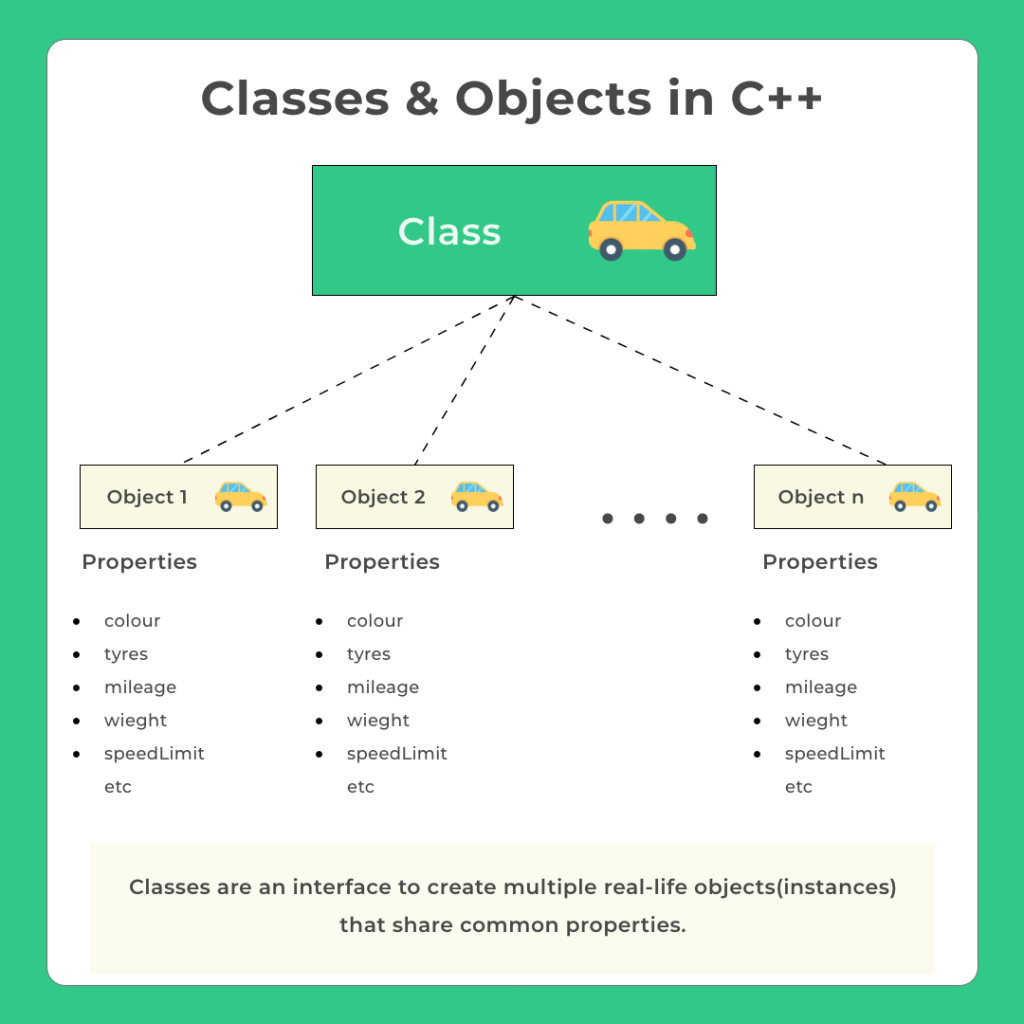 Classes & Objects in C++
Class
Object 1
Object 2
Object n
Properties
Properties
Properties
colour
tyres
mileage
wieght
speedLimit
etc
colour
tyres
mileage
wieght
speedLimit
etc
colour
tyres
mileage
wieght
speedLimit
etc
Classes are an interface to create multiple real-life objects(instances)
that share common properties.